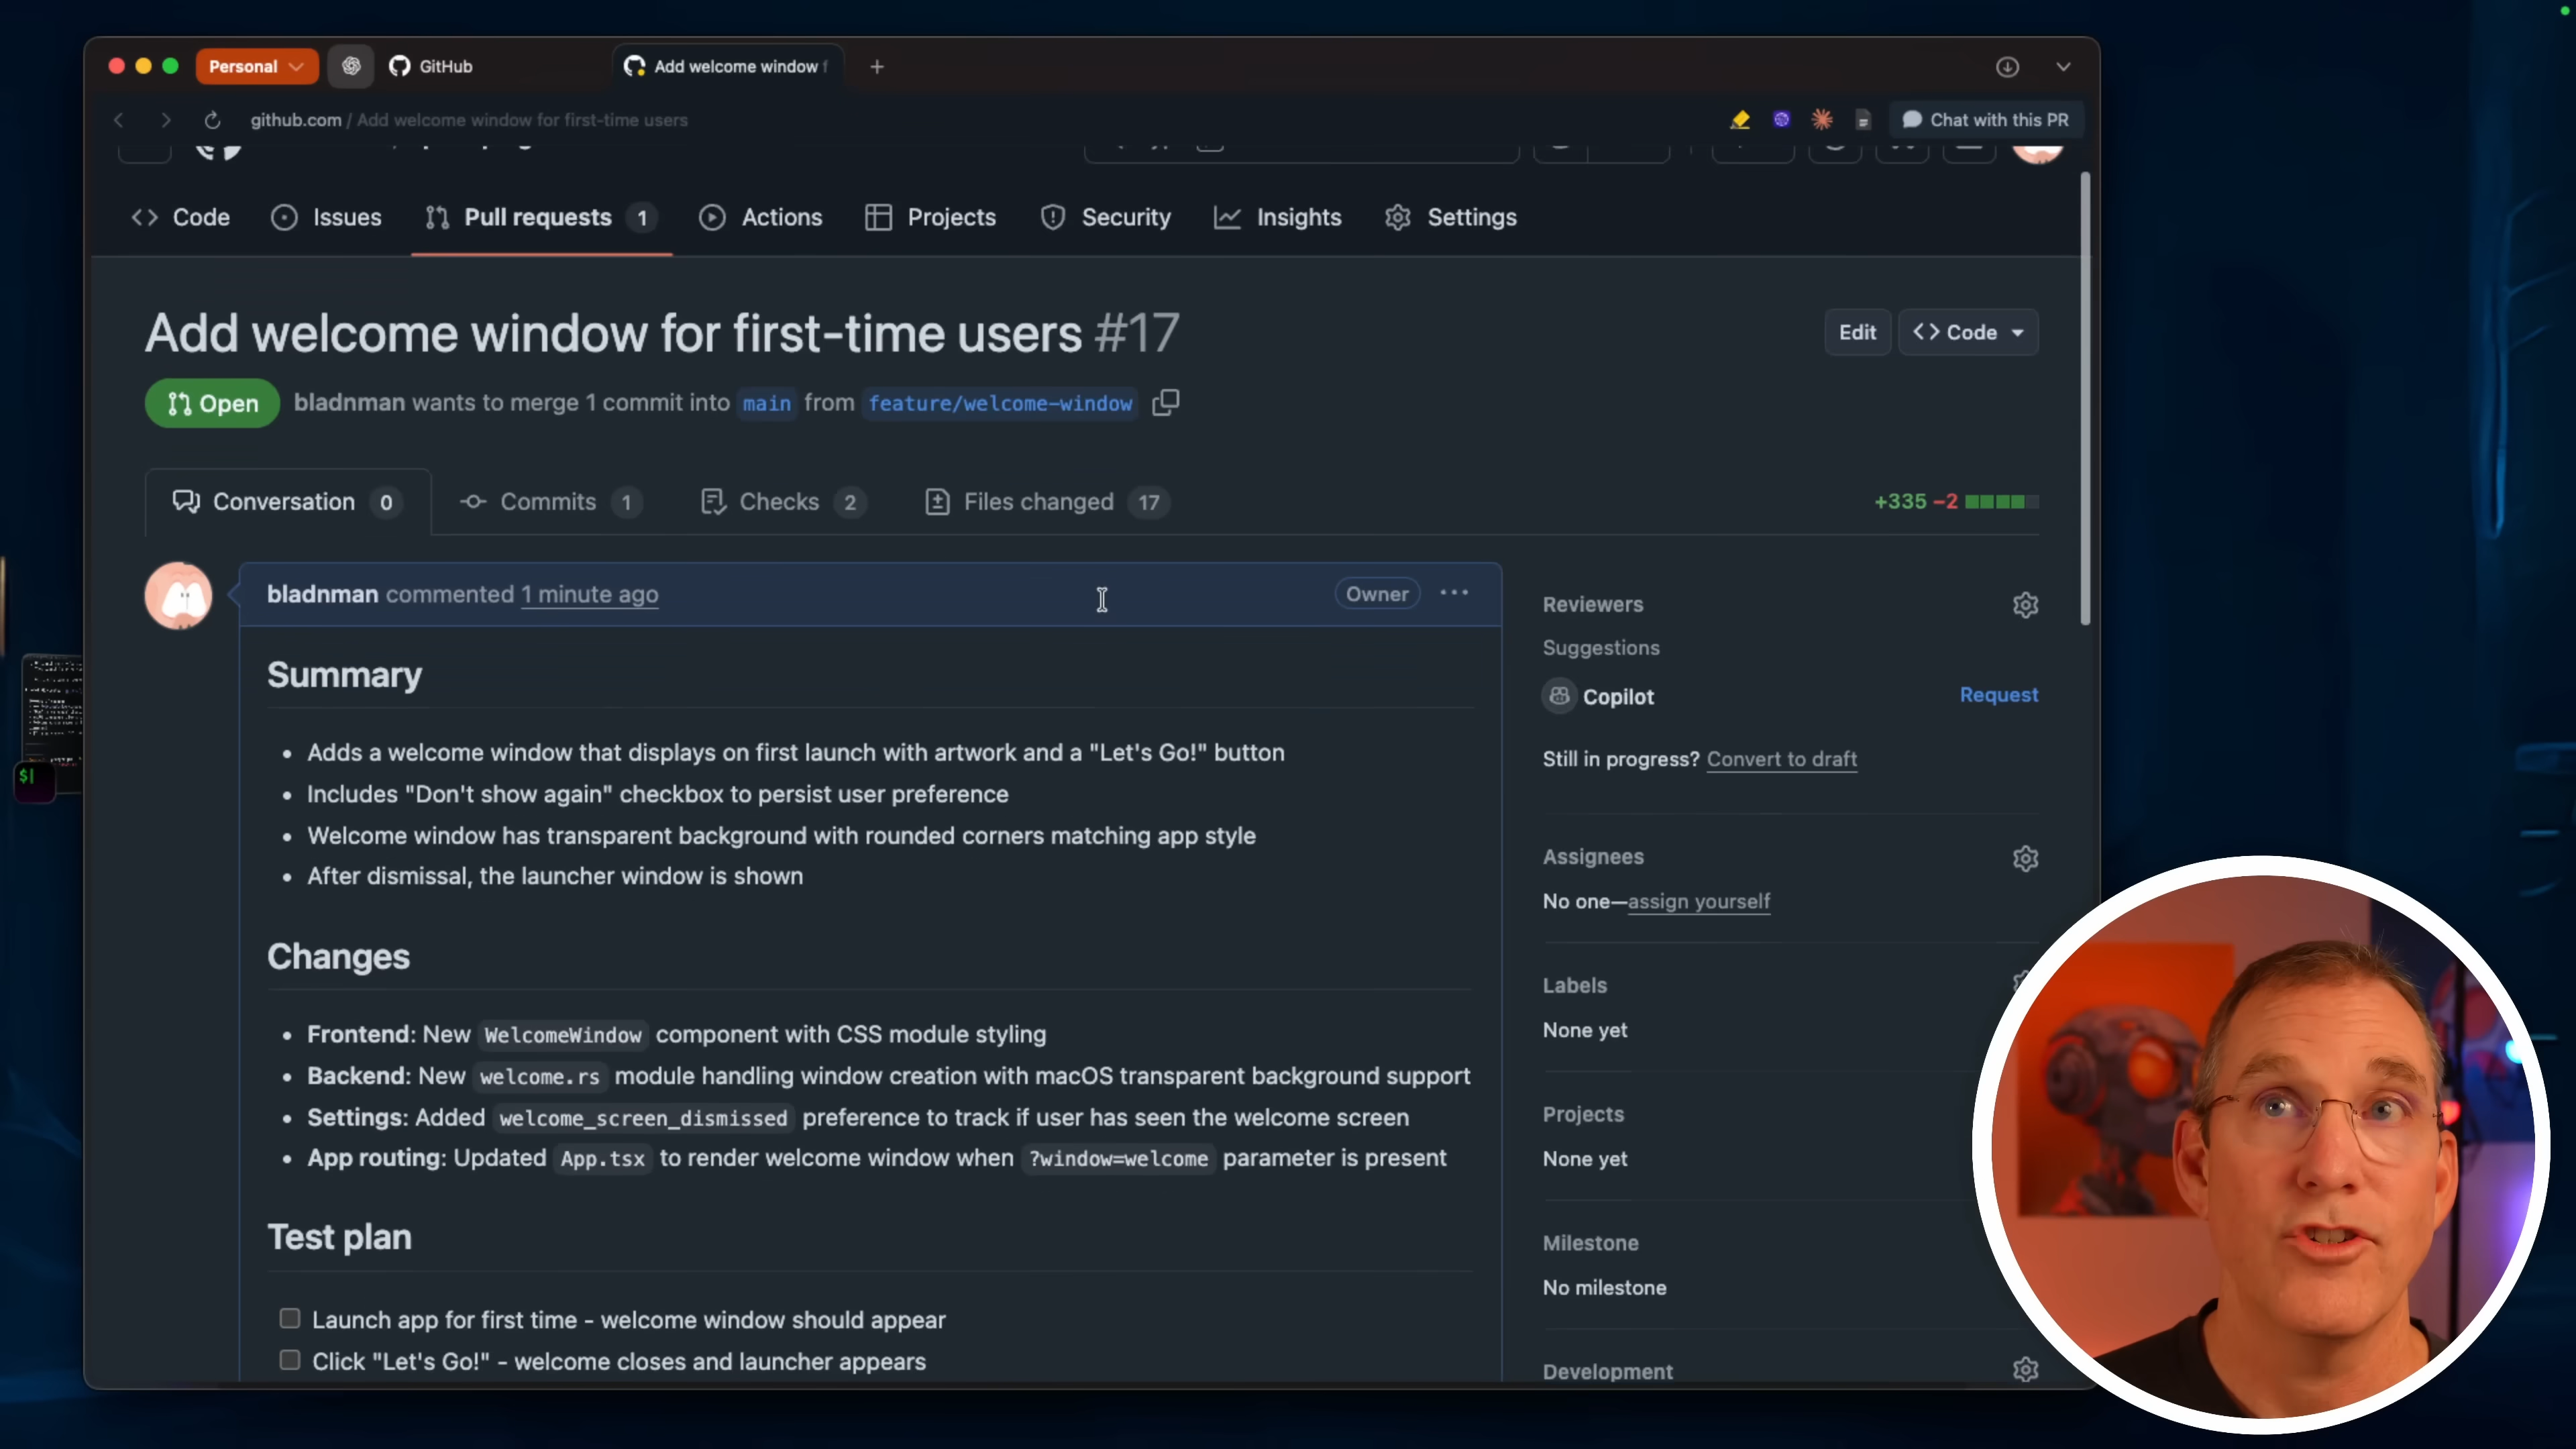 Personal
GitHub
Add welcome window f
github.com / Add welcome window for first-time users
Chat with this PR
Code
Issues
Pull requests 1
Actions
Projects
Security
Insights
Settings
Add welcome window for first-time users #17
Edit
Code
Open
bladnman wants to merge 1 commit into main from feature/welcome-window
Conversation 0
Commits 1
Checks 2
Files changed 17
+335 −2
bladnman commented 1 minute ago
Owner
Summary
Adds a welcome window that displays on first launch with artwork and a "Let's Go!" button
Includes "Don't show again" checkbox to persist user preference
Welcome window has transparent background with rounded corners matching app style
After dismissal, the launcher window is shown
Changes
Frontend: New WelcomeWindow component with CSS module styling
Backend: New welcome.rs module handling window creation with macOS transparent background support
Settings: Added welcome_screen_dismissed preference to track if user has seen the welcome screen
App routing: Updated App.tsx to render welcome window when ?window=welcome parameter is present
Test plan
Launch app for first time - welcome window should appear
Click "Let's Go!" - welcome closes and launcher appears
Reviewers
Suggestions
Copilot
Request
Still in progress? Convert to draft
Assignees
No one—assign yourself
Labels
None yet
Projects
None yet
Milestone
No milestone
Development
$